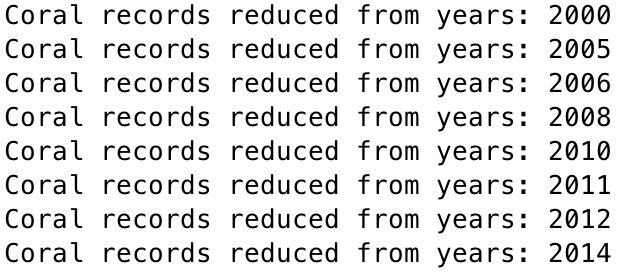 Coral records reduced from years: 2000
Coral records reduced from years: 2005
Coral records reduced from years: 2006
Coral records reduced from years: 2008
Coral records reduced from years: 2010
Coral records reduced from years: 2011
Coral records reduced from years: 2012
Coral records reduced from years: 2014